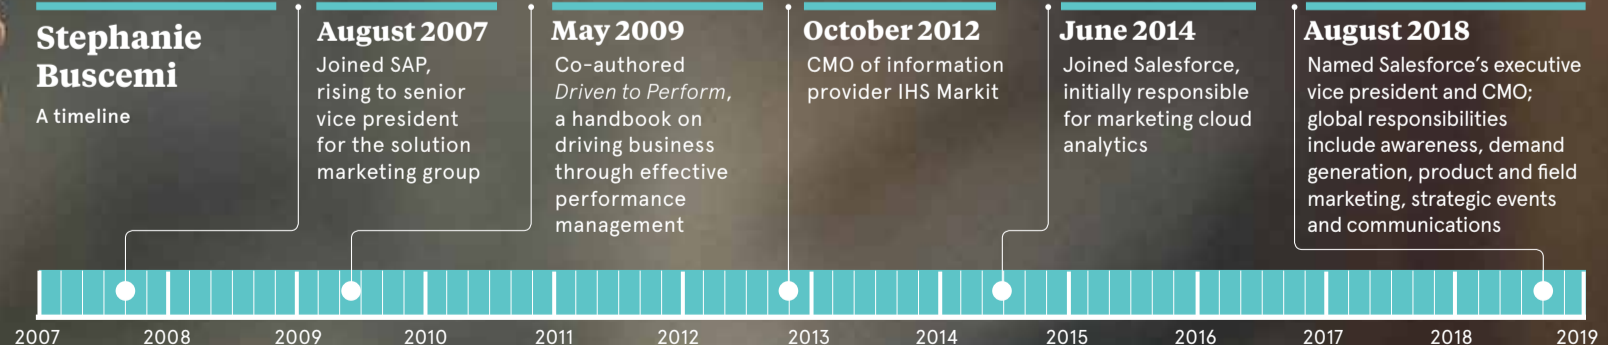 Stephanie
Buscemi
A timeline
August 2007
Joined SAP,
rising to senior
vice president
for the solution
marketing group
May 2009
Co-authored
Driven to Perform,
a handbook on
driving business
through effective
performance
management
October 2012
CMO of information
provider IHS Markit
June 2014
Joined Salesforce,
initially responsible
for marketing cloud
analytics
August 2018
Named Salesforce's executive
vice president and CMO;
global responsibilities
include awareness, demand
generation, product and field
marketing, strategic events
and communications
2007 2008 2009 2010 2011 2012 2013 2014 2015 2016 2017 2018 2019